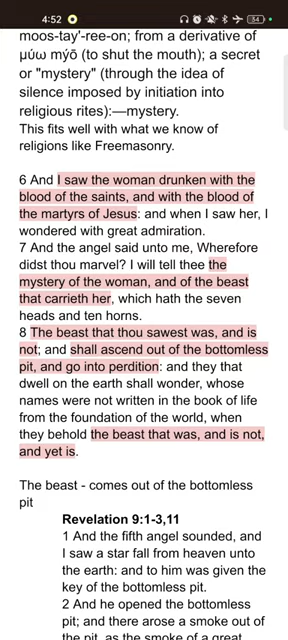 4:52
34
moos-tay'-ree-on; from a derivative of
μύω mýō (to shut the mouth); a secret
or "mystery" (through the idea of
silence imposed by initiation into
religious rites):—mystery.
This fits well with what we know of
religions like Freemasonry.
6 And I saw the woman drunken with the
blood of the saints, and with the blood of
the martyrs of Jesus: and when I saw her, I
wondered with great admiration.
7 And the angel said unto me, Wherefore
didst thou marvel? I will tell thee the
mystery of the woman, and of the beast
that carrieth her, which hath the seven
heads and ten horns.
8 The beast that thou sawest was, and is
not; and shall ascend out of the bottomless
pit, and go into perdition: and they that
dwell on the earth shall wonder, whose
names were not written in the book of life
from the foundation of the world, when
they behold the beast that was, and is not,
and yet is.
The beast - comes out of the bottomless
pit
Revelation 9:1-3,11
1 And the fifth angel sounded, and
I saw a star fall from heaven unto
the earth: and to him was given the
key of the bottomless pit.
2 And he opened the bottomless
pit; and there arose a smoke out of
the pit, as the smoke of a great